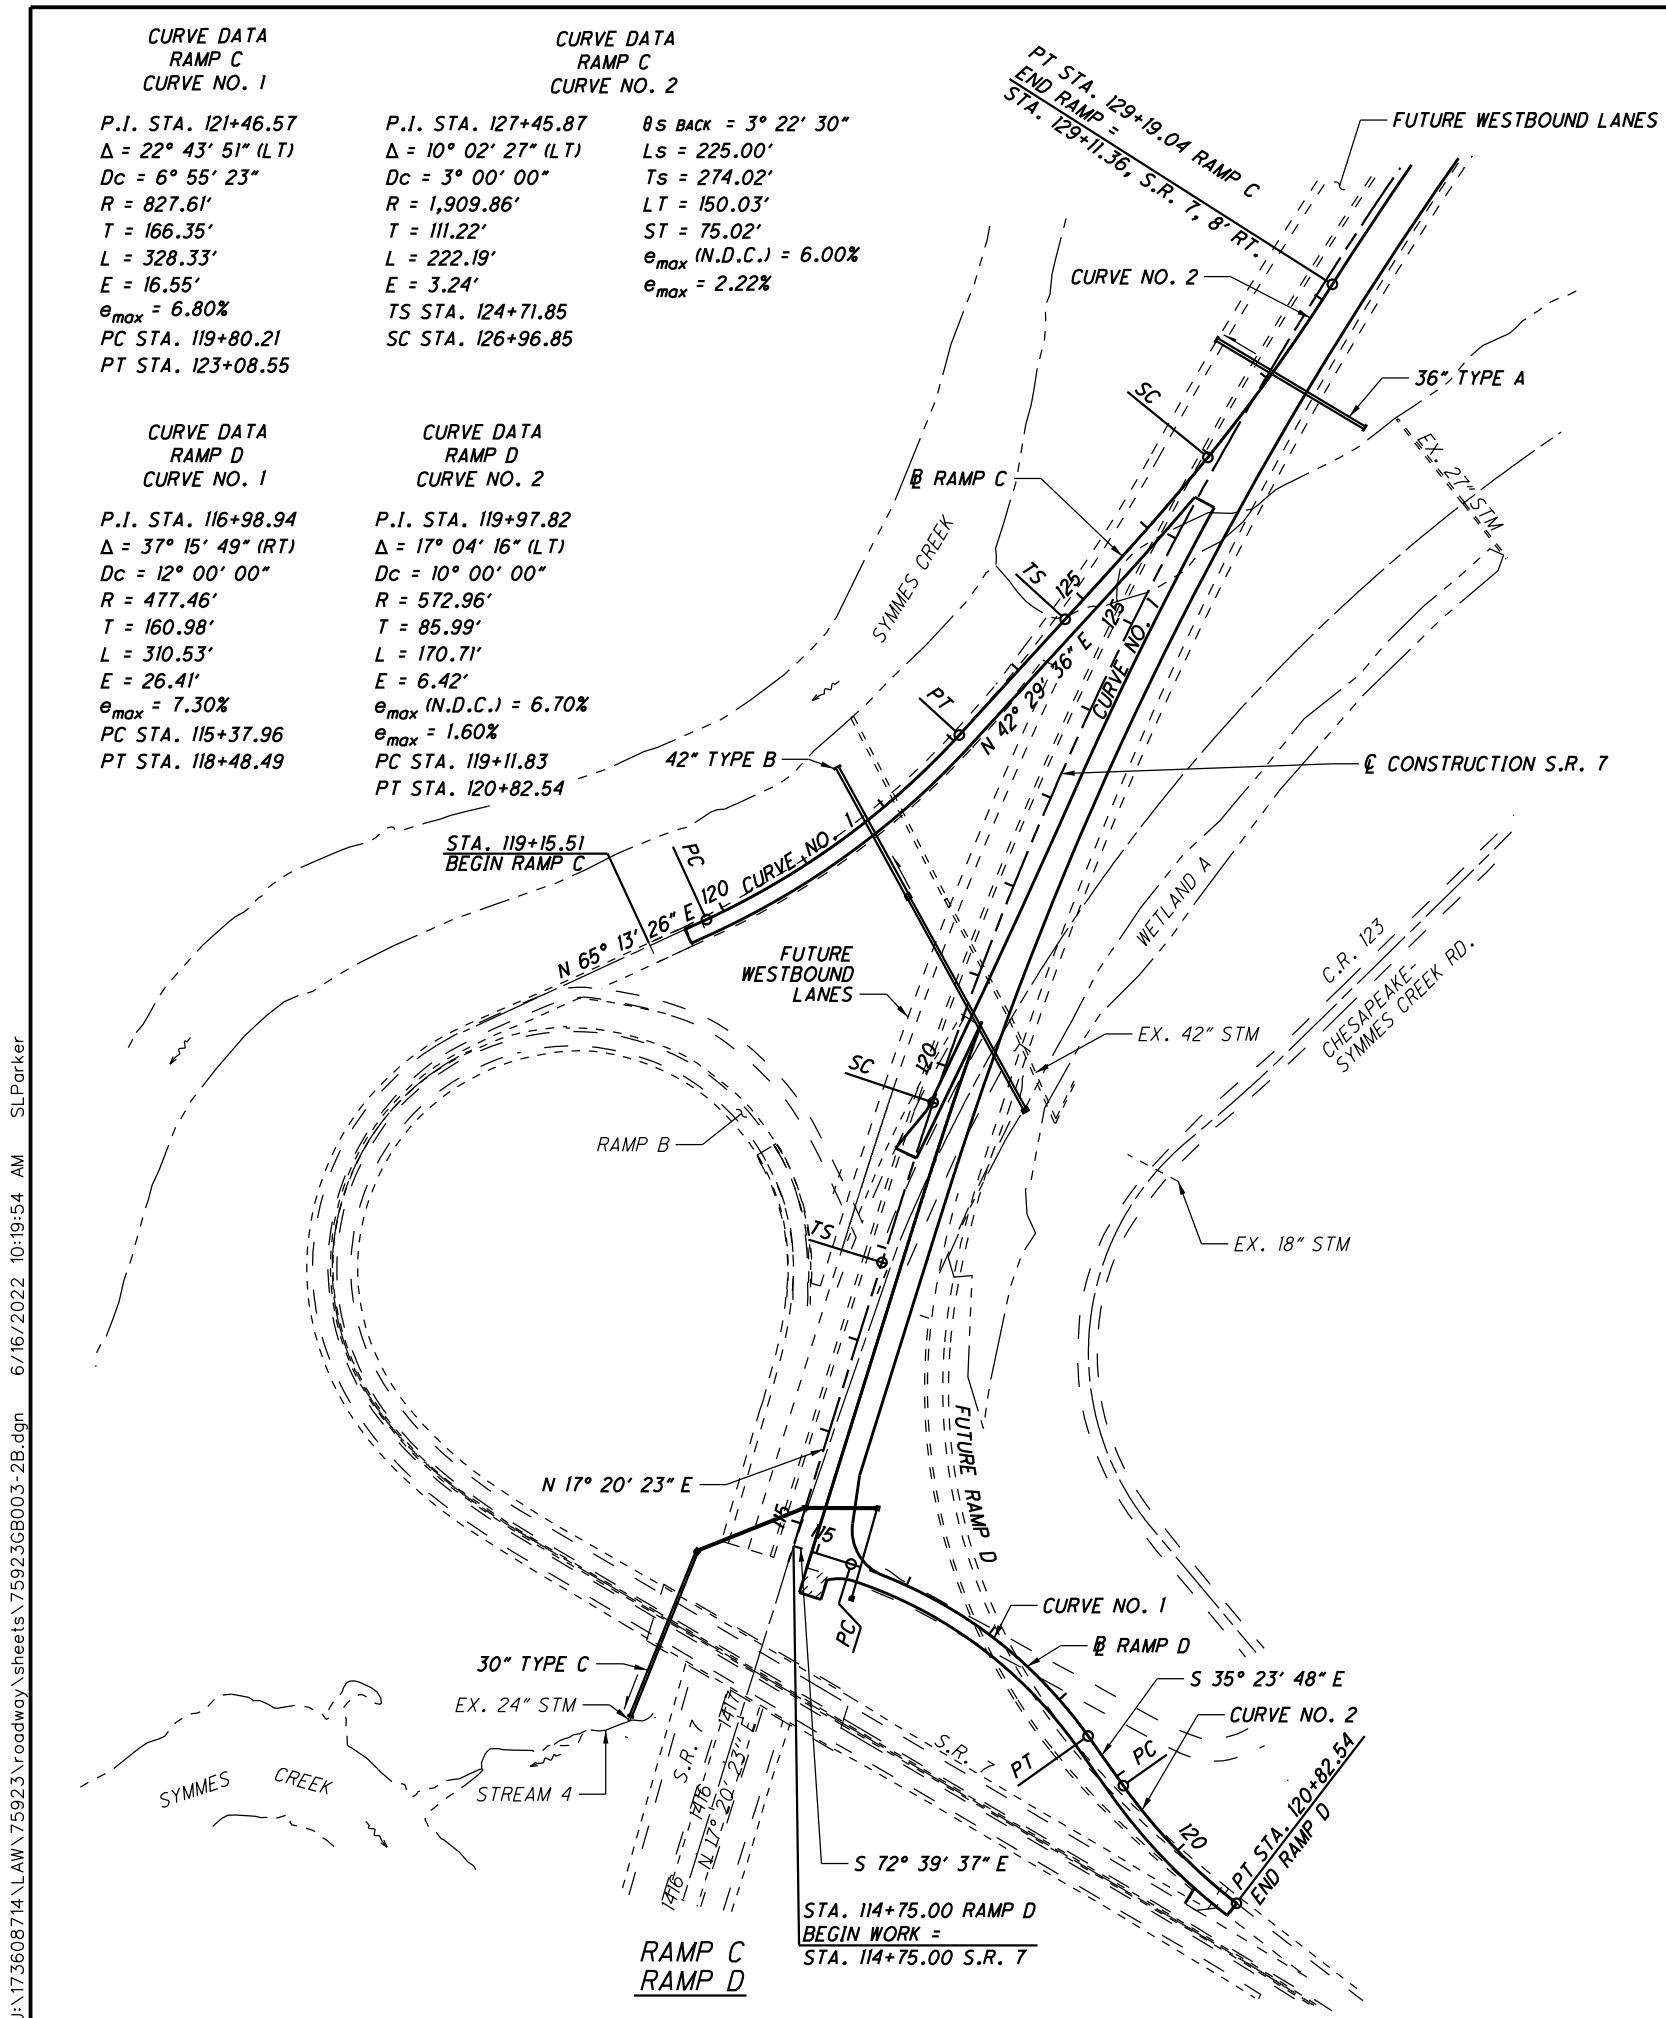 CURVE DATA
RAMP C
CURVE NO. 1
P.I. STA. 121+46.57
Δ = 22° 43' 51" (LT)
Dc = 6° 55' 23"
R = 827.61'
T = 166.35'
L = 328.33'
E = 16.55'
emax = 6.80%
PC STA. 119+80.21
PT STA. 123+08.55
CURVE DATA
RAMP C
CURVE NO. 2
P.I. STA. 127+45.87
Δ = 10° 02' 27" (LT)
Dc = 3° 00' 00"
R = 1,909.86'
T = 111.22'
L = 222.19'
E = 3.24'
TS STA. 124+71.85
SC STA. 126+96.85
θs BACK = 3° 22' 30"
Ls = 225.00'
Ts = 274.02'
LT = 150.03'
ST = 75.02'
emax (N.D.C.) = 6.00%
emax = 2.22%
CURVE DATA
RAMP D
CURVE NO. 1
P.I. STA. 116+98.94
Δ = 37° 15' 49" (RT)
Dc = 12° 00' 00"
R = 477.46'
T = 160.98'
L = 310.53'
E = 26.41'
emax = 7.30%
PC STA. 115+37.96
PT STA. 118+48.49
CURVE DATA
RAMP D
CURVE NO. 2
P.I. STA. 119+97.82
Δ = 17° 04' 16" (LT)
Dc = 10° 00' 00"
R = 572.96'
T = 85.99'
L = 170.71'
E = 6.42'
emax (N.D.C.) = 6.70%
emax = 1.60%
PC STA. 119+11.83
PT STA. 120+82.54
PT STA. 129+19.04 RAMP C
END RAMP =
STA. 129+11.36, S.R. 7, 8' RT.
FUTURE WESTBOUND LANES
CURVE NO. 2
36" TYPE A
SC
EX. 27" STM
℄ RAMP C
SYMMES CREEK
TS
125
125
CURVE NO.
N 42° 29' 36" E
PT
42" TYPE B
℄ CONSTRUCTION S.R. 7
STA. 119+15.51
BEGIN RAMP C
PC
120
CURVE NO. 1
N 65° 13' 26" E
WETLAND A
C.R. 123
CHESAPEAKE-
SYMMES CREEK RD.
FUTURE
WESTBOUND
LANES
EX. 42" STM
SC
120
RAMP B
TS
EX. 18" STM
FUTURE RAMP D
N 17° 20' 23" E
115
115
PC
CURVE NO. 1
℄ RAMP D
30" TYPE C
S 35° 23' 48" E
EX. 24" STM
CURVE NO. 2
S.R. 7
1417
1416
1416
N 17° 20' 23" E
S.R. 7
PT
PC
SYMMES CREEK
STREAM 4
120
PT STA. 120+82.54
END RAMP D
S 72° 39' 37" E
STA. 114+75.00 RAMP D
BEGIN WORK =
STA. 114+75.00 S.R. 7
RAMP C
RAMP D
J:\173608714\LAW\75923\roadway\sheets\75923GB003-2B.dgn 6/16/2022 10:19:54 AM SLParker